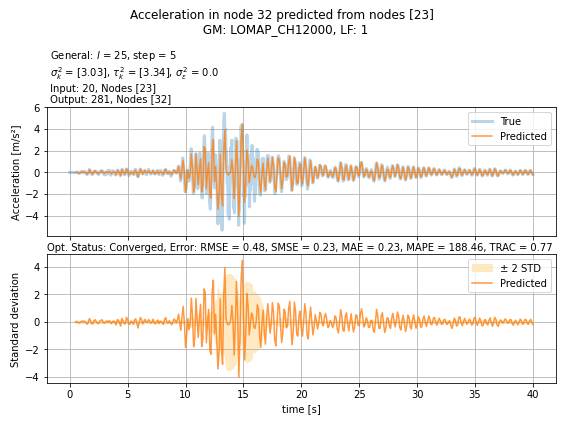 Acceleration in node 32 predicted from nodes [23]
GM: LOMAP_CH12000, LF: 1
General: l = 25, step = 5
σ²ₖ = [3.03], τ²ₖ = [3.34], σ²ε = 0.0
Input: 20, Nodes [23]
Output: 281, Nodes [32]
Acceleration [m/s²]
6
4
2
0
−2
−4
True
Predicted
Opt. Status: Converged, Error: RMSE = 0.48, SMSE = 0.23, MAE = 0.23, MAPE = 188.46, TRAC = 0.77
Standard deviation
4
2
0
−2
−4
± 2 STD
Predicted
0 5 10 15 20 25 30 35 40
time [s]